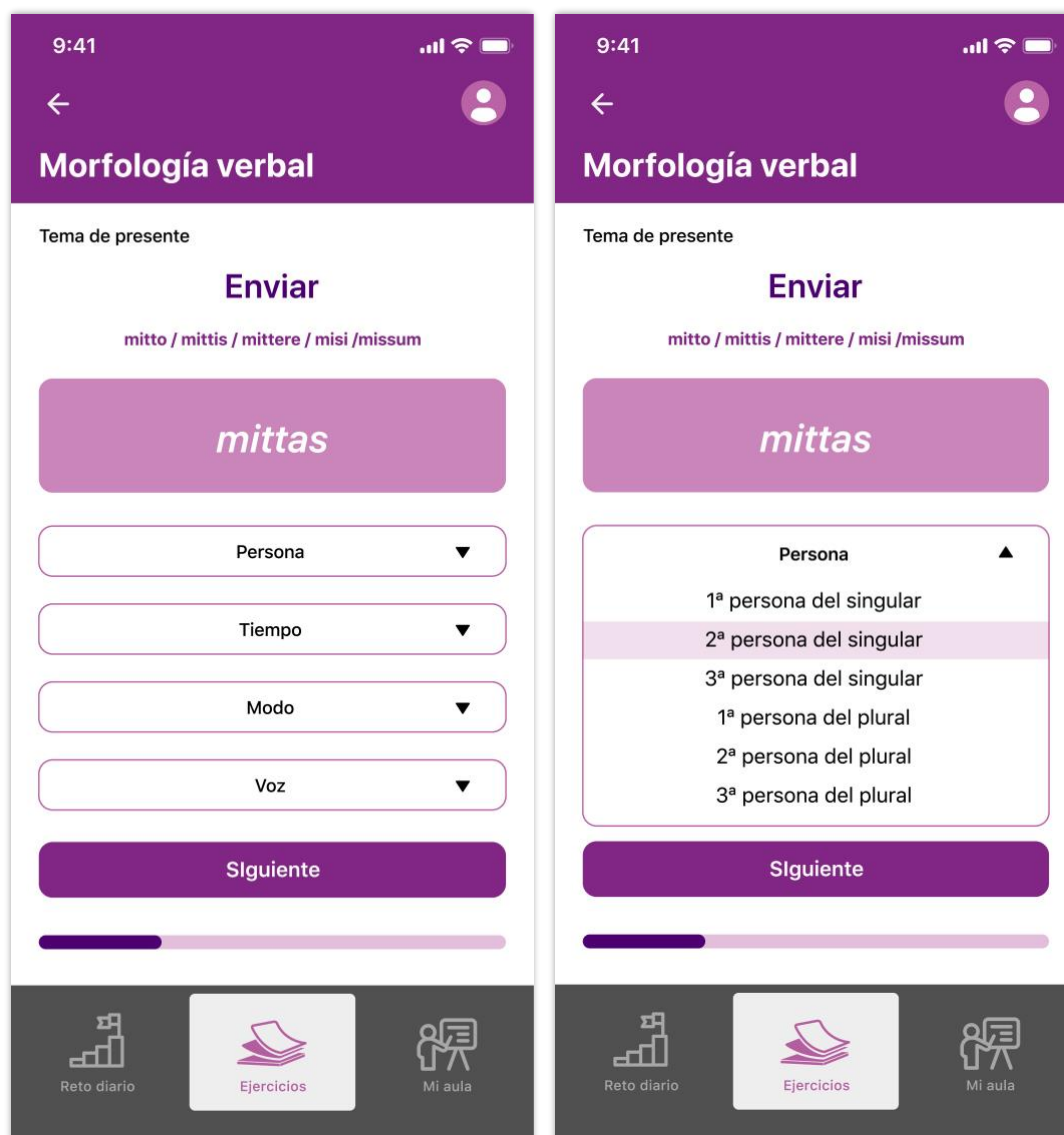 9:41
Morfología verbal
Tema de presente
Enviar
mitto / mittis / mittere / misi /missum
mittas
Persona
Tiempo
Modo
Voz
SIguiente
Reto diario
Ejercicios
Mi aula
9:41
Morfología verbal
Tema de presente
Enviar
mitto / mittis / mittere / misi /missum
mittas
Persona
1ª persona del singular
2ª persona del singular
3ª persona del singular
1ª persona del plural
2ª persona del plural
3ª persona del plural
SIguiente
Reto diario
Ejercicios
Mi aula